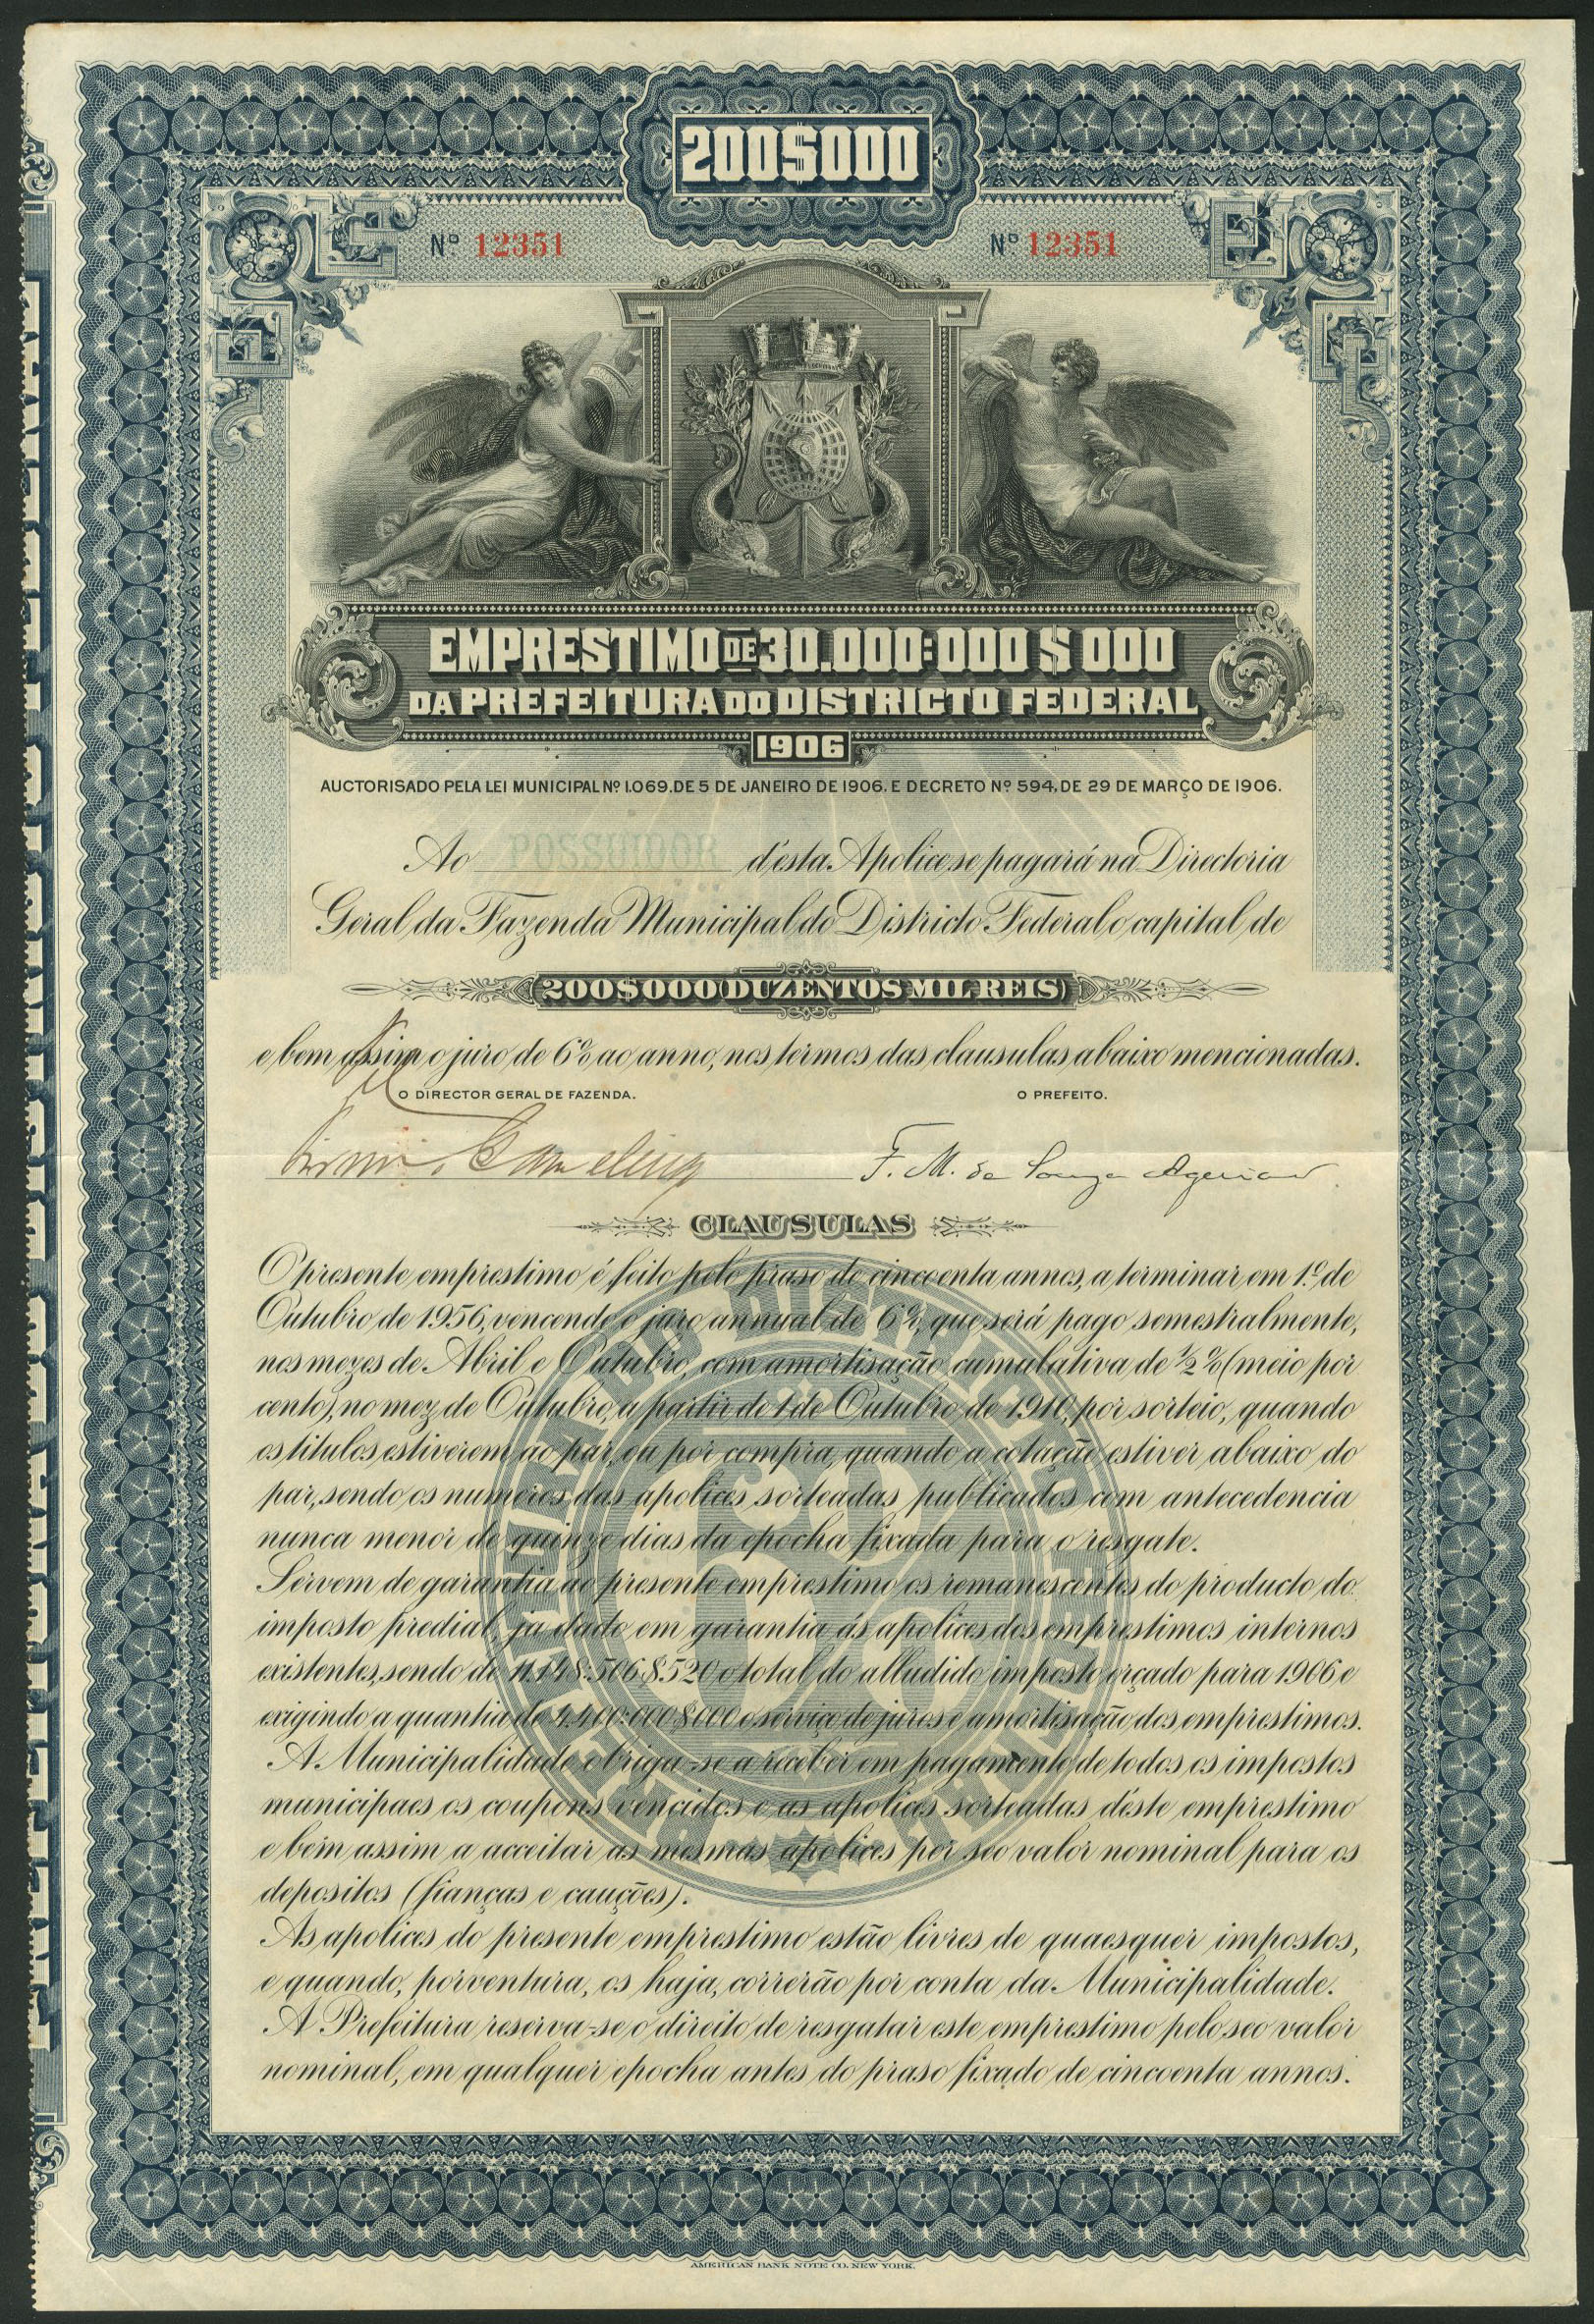 200$000
Nº 12351 Nº 12351
EMPRESTIMO DE 30.000:000$000
DA PREFEITURA DO DISTRICTO FEDERAL
1906
AUCTORISADO PELA LEI MUNICIPAL Nº 1.069. DE 5 DE JANEIRO DE 1906. E DECRETO Nº 594, DE 29 DE MARÇO DE 1906.
Ao POSSUIDOR d'esta Apolice se pagará na Directoria
Geral da Fazenda Municipal do Districto Federal o capital de
200$000 DUZENTOS MIL REIS
e bem assim o juro de 6% ao anno, nos termos das clausulas abaixo mencionadas.
O DIRECTOR GERAL DE FAZENDA. O PREFEITO.
F. M. de Souza Aguiar
CLAUSULAS
O presente emprestimo é feito pelo praso de cincoenta annos, a terminar em 1º de
Outubro de 1956, vencendo o juro annual de 6%, que será pago semestralmente,
nos mezes de Abril e Outubro, com amortisação cumulativa de ½% (meio por
cento), no mez de Outubro, a partir de 1 de Outubro de 1910, por sorteio, quando
os titulos estiverem ao par, ou por compra, quando a cotação estiver abaixo do
par, sendo os numeros das apolices sorteadas publicados com antecedencia
nunca menor de quinze dias da epocha fixada para o resgate.
Servem de garantia ao presente emprestimo os remanescentes do producto do
imposto predial, ja dado em garantia ás apolices dos emprestimos internos
existentes, sendo de 11.148:506$520 o total do alludido imposto orçado para 1906 e
exigindo a quantia de 4.400:000$000 o serviço de juros e amortisação dos emprestimos.
A Municipalidade obriga-se a receber em pagamento de todos os impostos
municipaes os coupons vencidos e as apolices sorteadas d'este emprestimo
e bem assim a acceitar as mesmas apolices por seo valor nominal para os
depositos (fianças e cauções).
As apolices do presente emprestimo estão livres de quaesquer impostos,
e quando, porventura, os haja, correrão por conta da Municipalidade.
A Prefeitura reserva-se o direito de resgatar este emprestimo pelo seo valor
nominal, em qualquer epocha antes do praso fixado de cincoenta annos.
AMERICAN BANK NOTE CO. NEW YORK.